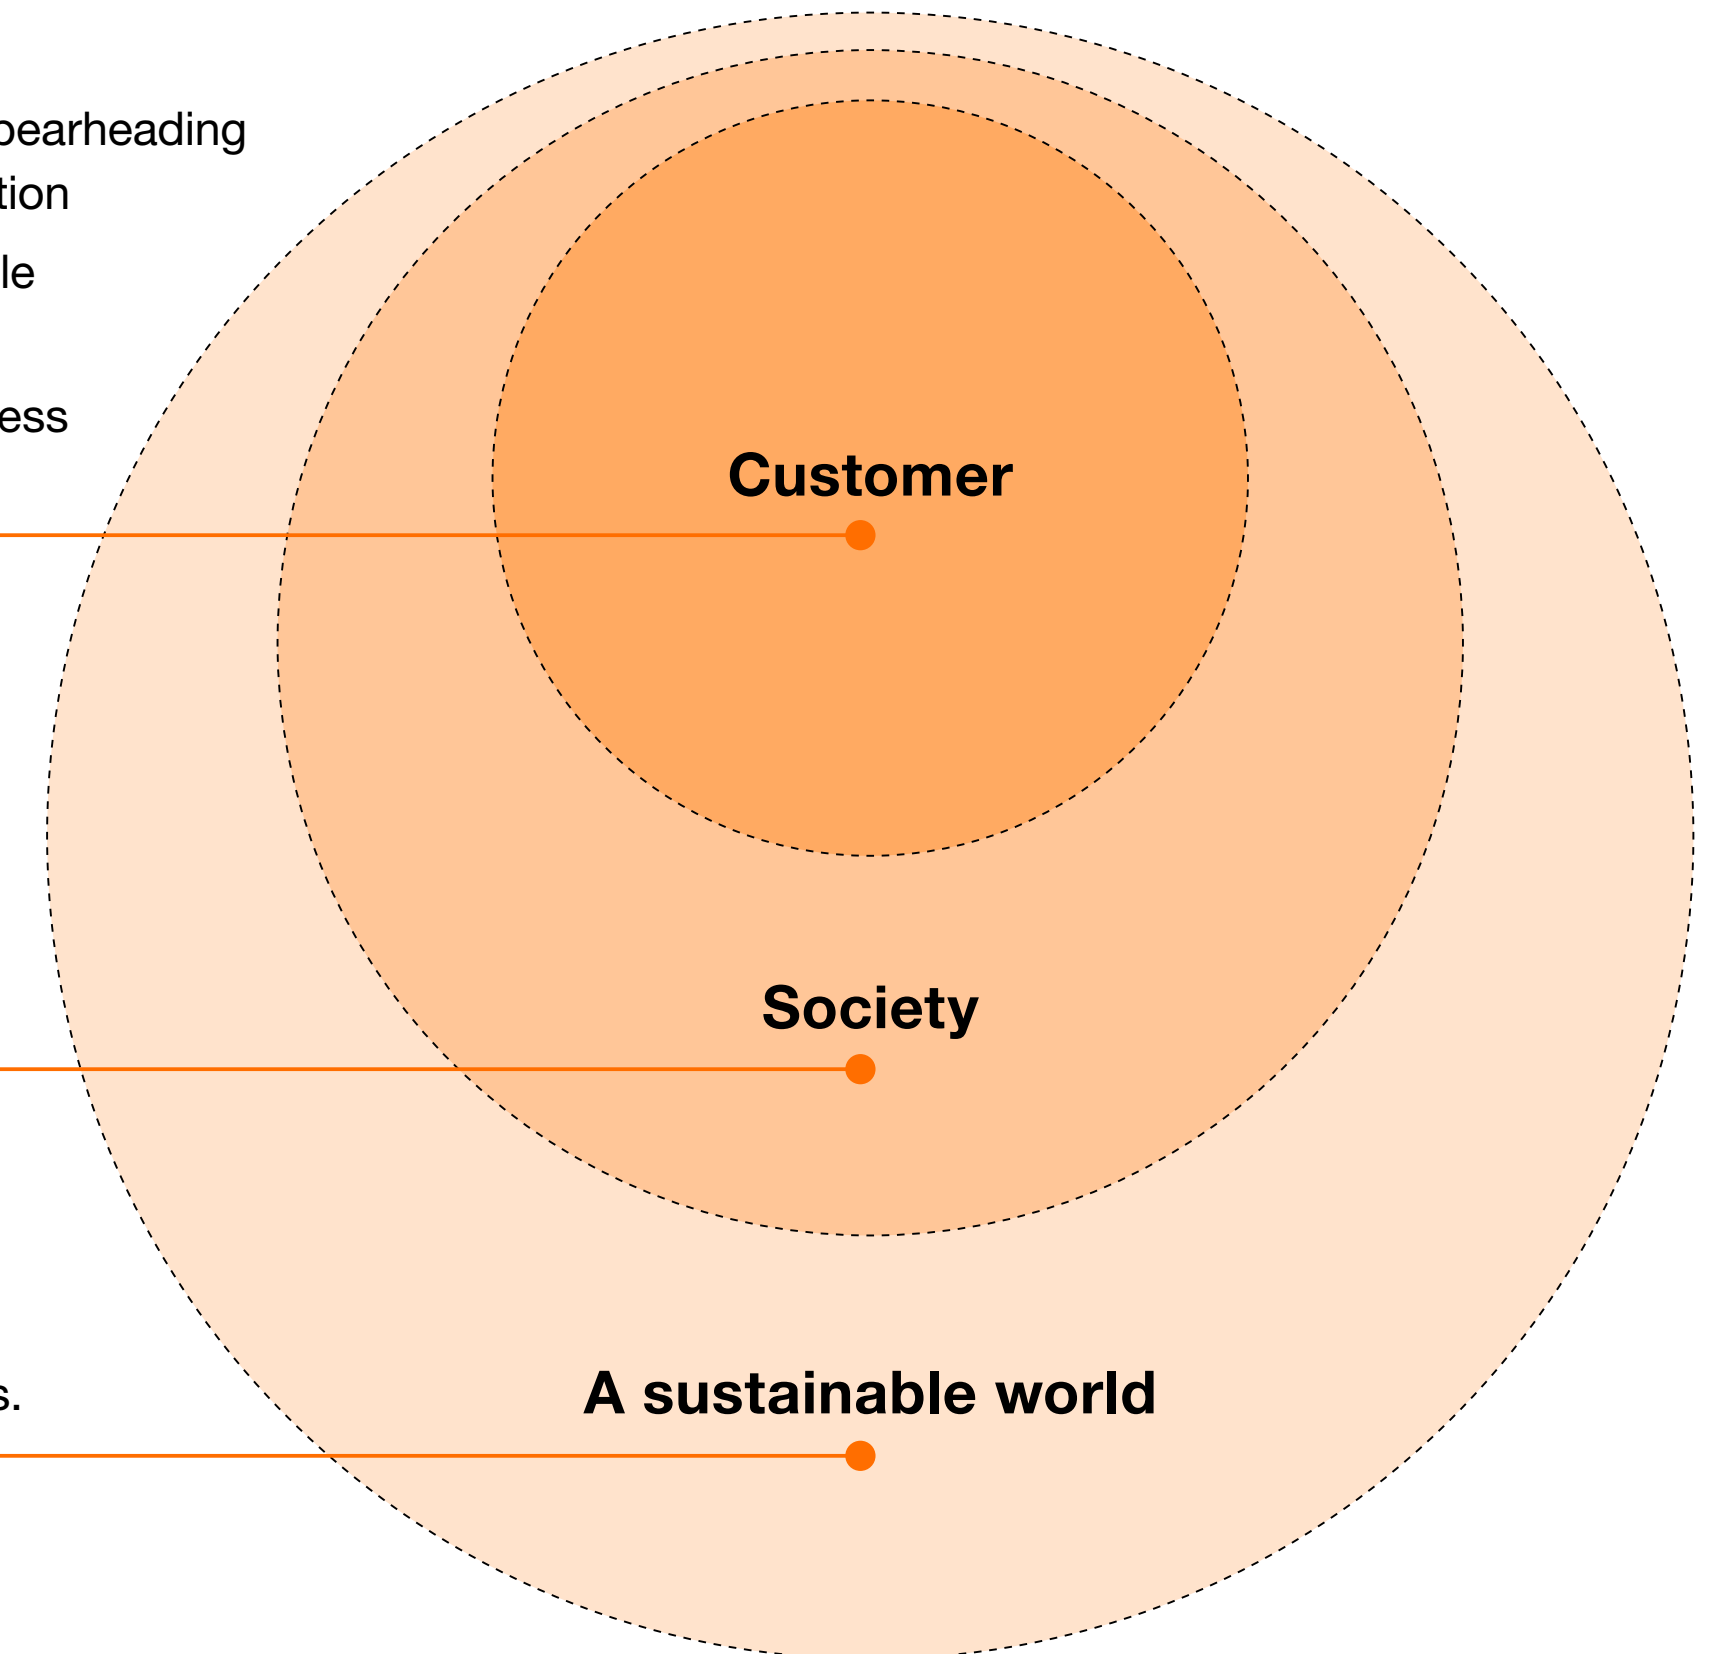 pearheading
tion
le
ess
Customer
Society
s.
A sustainable world